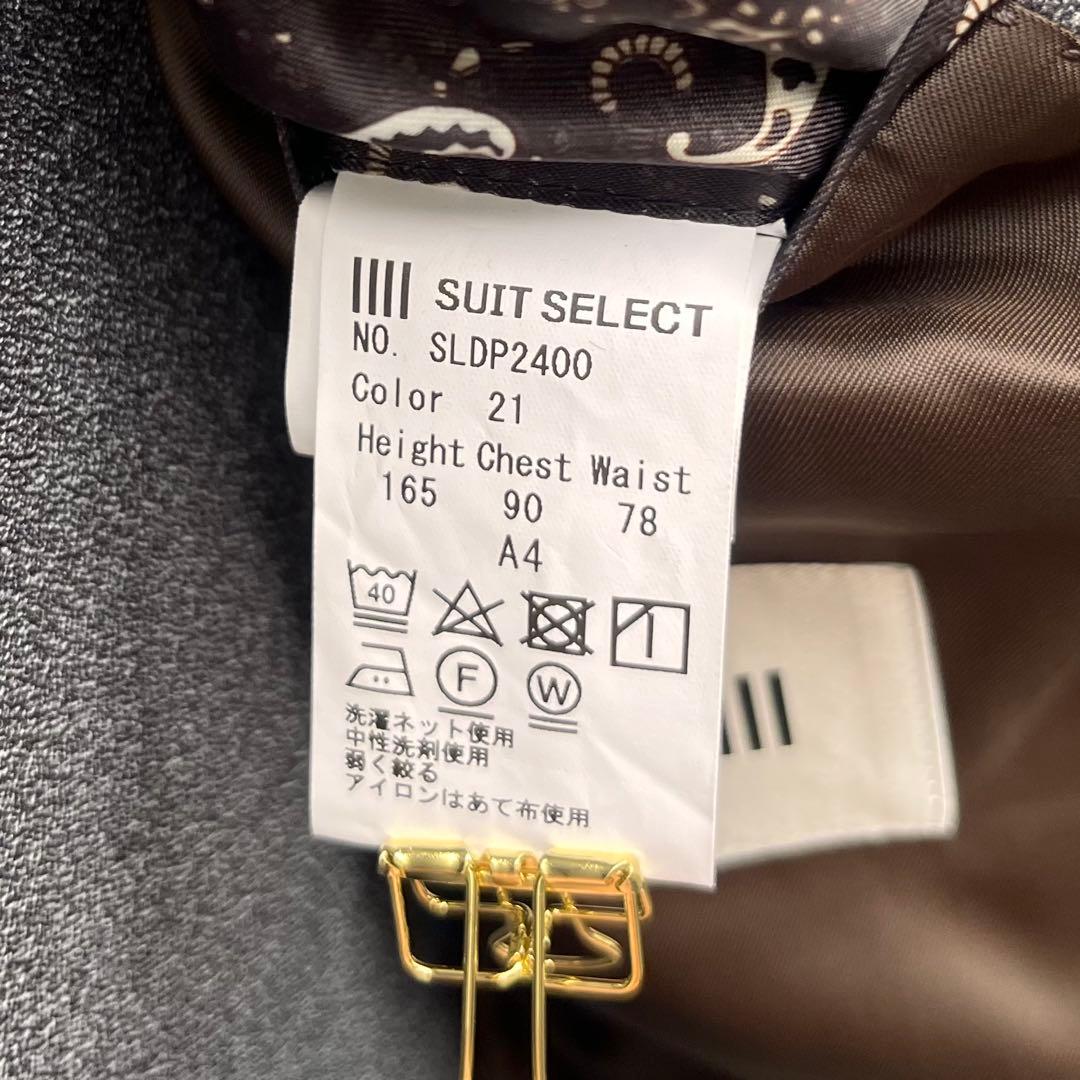 SUIT SELECT
NO. SLDP2400
Color 21
Height Chest Waist
165 90 78
A4
40
F W
洗濯ネット使用
中性洗剤使用
弱く絞る
アイロンはあて布使用